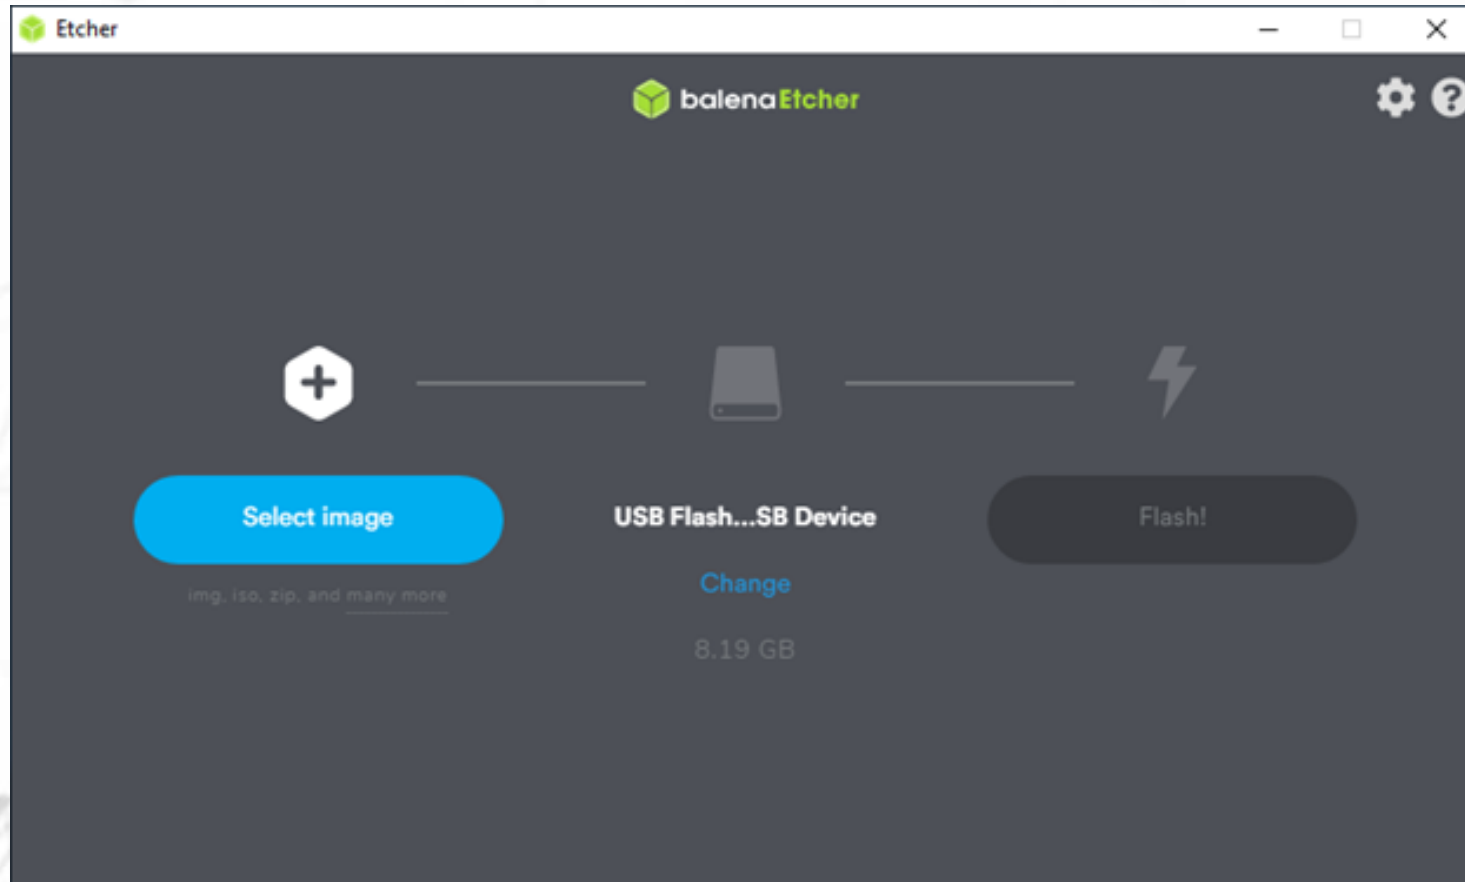 Etcher
balenaEtcher
Select image
USB Flash...SB Device
Flash!
Change
img, iso, zip, and many more
8.19 GB